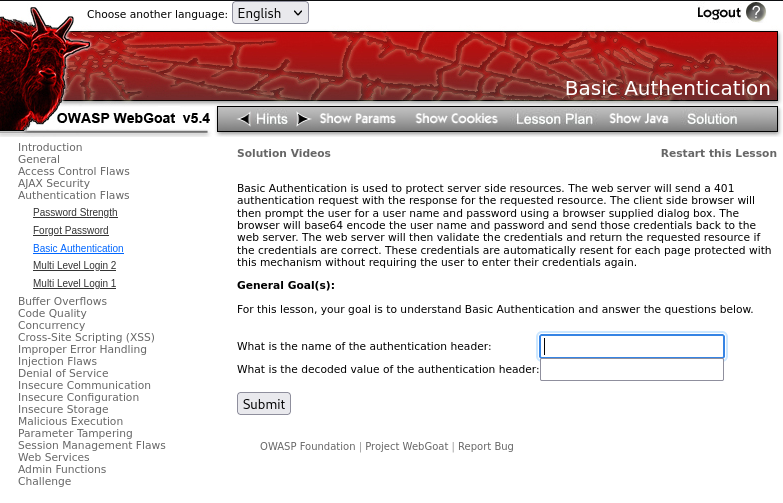 Choose another language: English
Logout ?
Basic Authentication
OWASP WebGoat v5.4
Hints Show Params Show Cookies Lesson Plan Show Java Solution
Introduction
General
Access Control Flaws
AJAX Security
Authentication Flaws
Password Strength
Forgot Password
Basic Authentication
Multi Level Login 2
Multi Level Login 1
Buffer Overflows
Code Quality
Concurrency
Cross-Site Scripting (XSS)
Improper Error Handling
Injection Flaws
Denial of Service
Insecure Communication
Insecure Configuration
Insecure Storage
Malicious Execution
Parameter Tampering
Session Management Flaws
Web Services
Admin Functions
Challenge
Solution Videos
Restart this Lesson
Basic Authentication is used to protect server side resources. The web server will send a 401
authentication request with the response for the requested resource. The client side browser will
then prompt the user for a user name and password using a browser supplied dialog box. The
browser will base64 encode the user name and password and send those credentials back to the
web server. The web server will then validate the credentials and return the requested resource if
the credentials are correct. These credentials are automatically resent for each page protected with
this mechanism without requiring the user to enter their credentials again.
General Goal(s):
For this lesson, your goal is to understand Basic Authentication and answer the questions below.
What is the name of the authentication header:
What is the decoded value of the authentication header:
Submit
OWASP Foundation | Project WebGoat | Report Bug